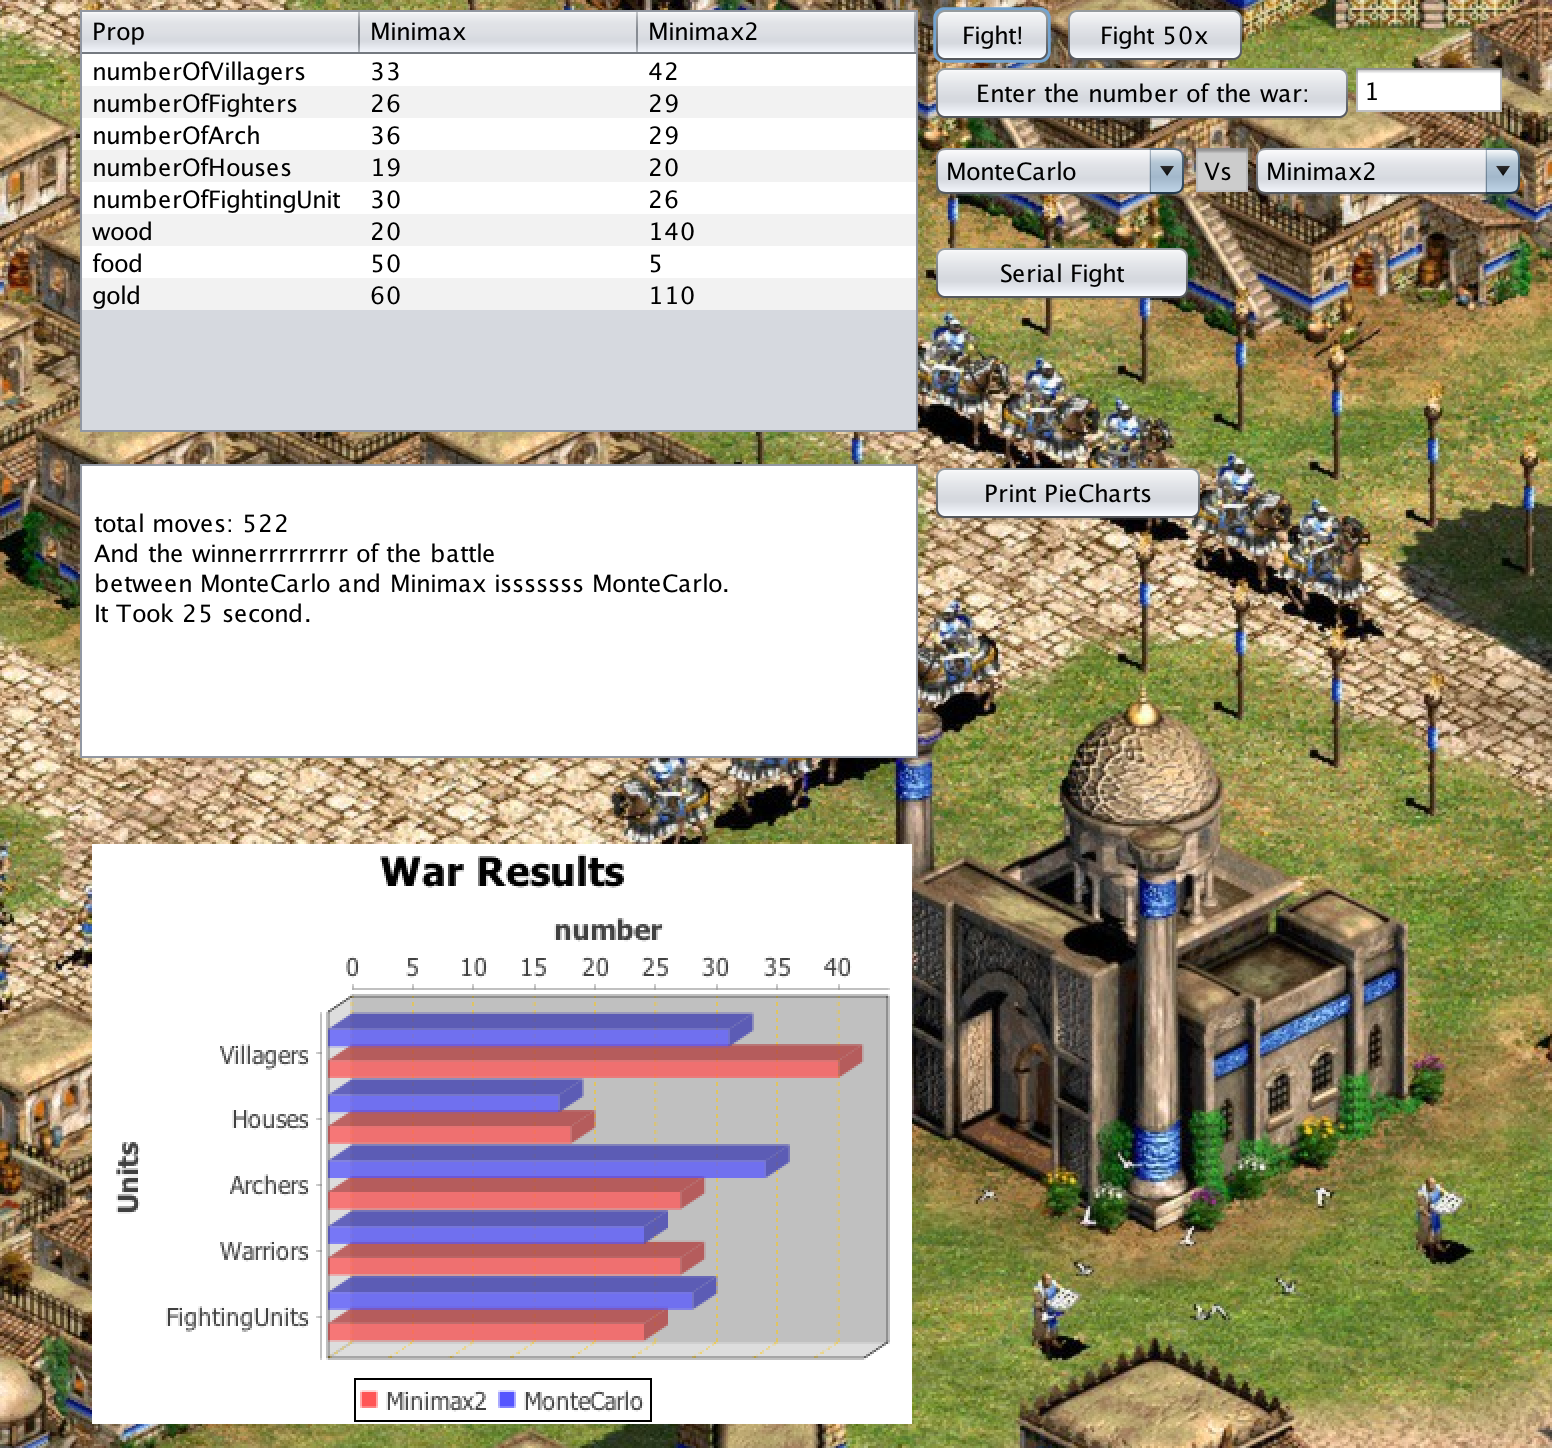 Prop Minimax Minimax2
numberOfVillagers 33 42
numberOfFighters 26 29
numberOfArch 36 29
numberOfHouses 19 20
numberOfFightingUnit 30 26
wood 20 140
food 50 5
gold 60 110
Fight! Fight 50x
Enter the number of the war: 1
MonteCarlo Vs Minimax2
Serial Fight
Print PieCharts
total moves: 522
And the winnerrrrrrrrr of the battle
between MonteCarlo and Minimax isssssss MonteCarlo.
It Took 25 second.
War Results
number
0 5 10 15 20 25 30 35 40
Units
Villagers
Houses
Archers
Warriors
FightingUnits
Minimax2 MonteCarlo